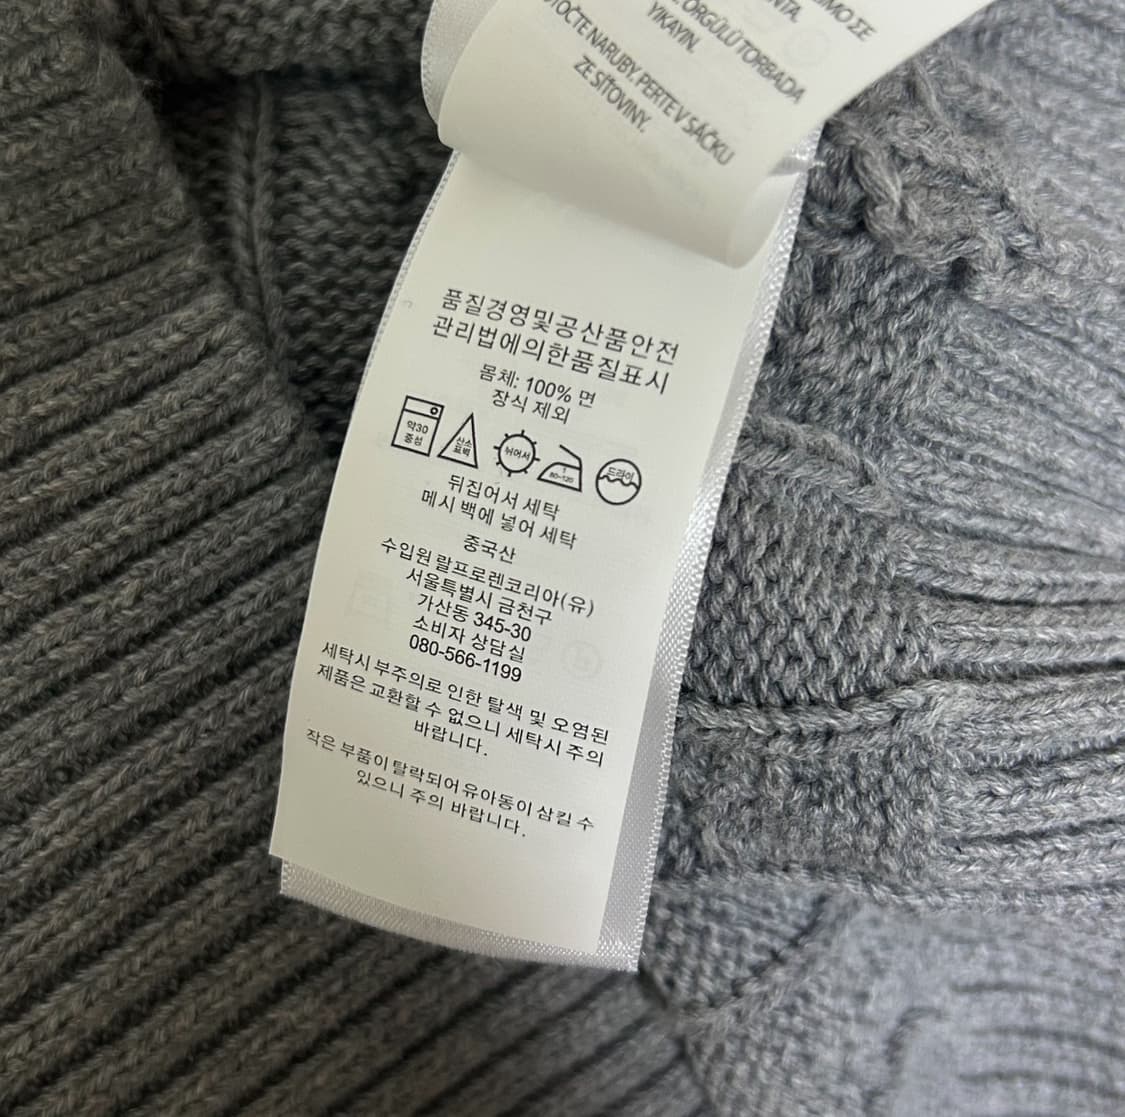 İMO SZE
NTA.
ÖRGÜLÜ TORBADA
YIKAYIN.
OTOČTE NARUBY. PERTE V SÁČKU
ZE SÍŤOVINY.
품질경영및공산품안전
관리법에의한품질표시
몸체: 100% 면
장식 제외
약30
중성
산소
표백
뉘어서
1
80~120
드라이
뒤집어서 세탁
메시 백에 넣어 세탁
중국산
수입원 랄프로렌코리아(유)
서울특별시 금천구
가산동 345-30
소비자 상담실
080-566-1199
세탁시 부주의로 인한 탈색 및 오염된
제품은 교환할 수 없으니 세탁시 주의
바랍니다.
작은 부품이 탈락되어 유아동이 삼킬 수
있으니 주의 바랍니다.